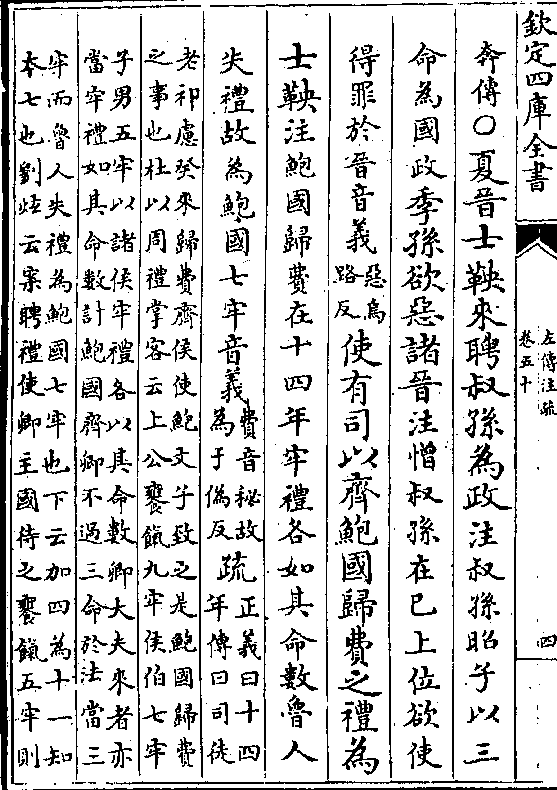 欽定四庫全書
左傳注疏
卷五十
四
奔傳○夏晉士鞅來聘叔孫為政注叔孫昭子以三
命為國政季孫欲惡諸晉注憎叔孫在已上位欲使
得罪於晉音義惡烏
路反使有司以齊鮑國歸費之禮為
士鞅注鮑國歸費在十四年牢禮各如其命數魯人
失禮故為鮑國七牢音義費音秘故
為于偽反疏正義曰十四
年傳曰司徒
老祁慮癸來歸費齊侯使鮑文子致之是鮑國歸費
之事也杜以周禮掌客云上公饔餼九牢侯伯七牢
子男五牢以諸侯牢禮各以其命數卿大夫來者亦
當牢禮如其命數計鮑國齊卿不過三命於法當三
牢而魯人失禮為鮑國七牢也下云加四為十一知
本七也劉炫云案聘禮使卿主國待之饔餼五牢則